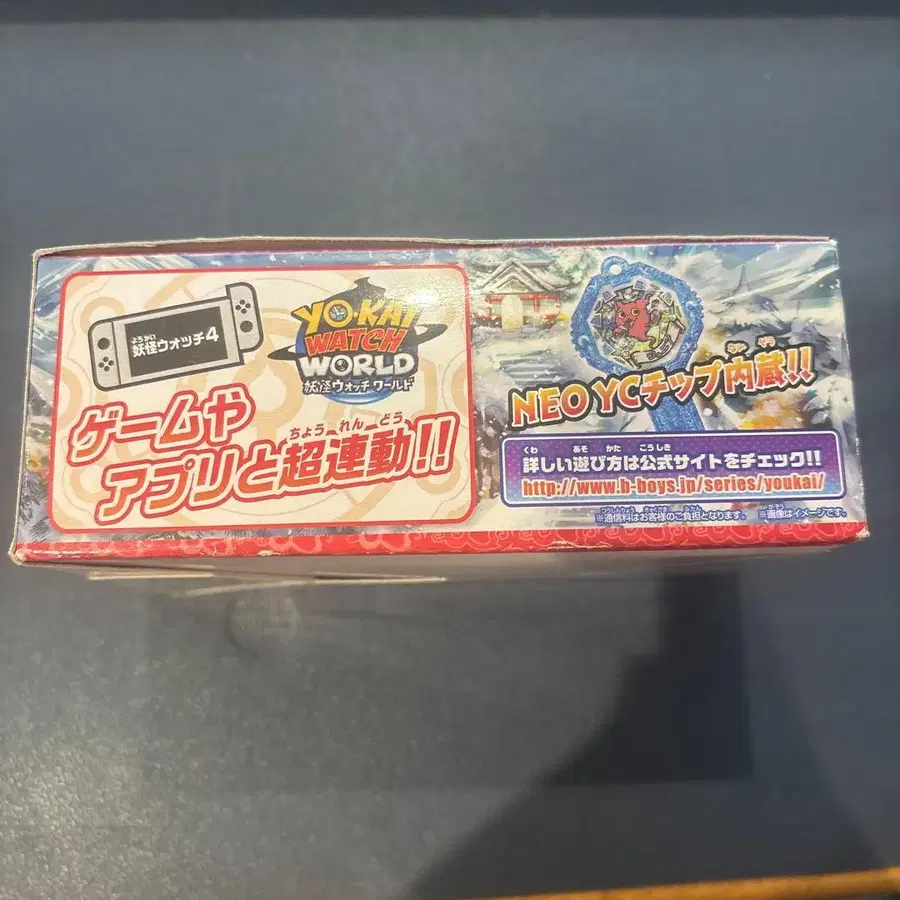 よう かい
妖怪ウォッチ4
YO-KAI
WATCH
WORLD
妖怪ウォッチ ワールド
ゲームや
ちょう れん どう
アプリと超連動!!
ない ぞう
NEO YCチップ内蔵!!
くわ あそ かた こうしき
詳しい遊び方は公式サイトをチェック!!
http://www.b-boys.jp/series/youkai/
※通信料はお客様のご負担となります。 ※画像はイメージです。